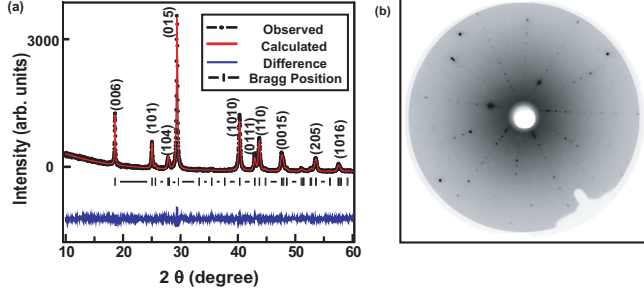 (a)
(b)
Observed
Calculated
Difference
Bragg Position
Intensity (arb. units)
3000
0
(006)
(101)
(104)
(015)
(1010)
(0111)
(110)
(0015)
(205)
(1016)
10
20
30
40
50
60
2 θ (degree)